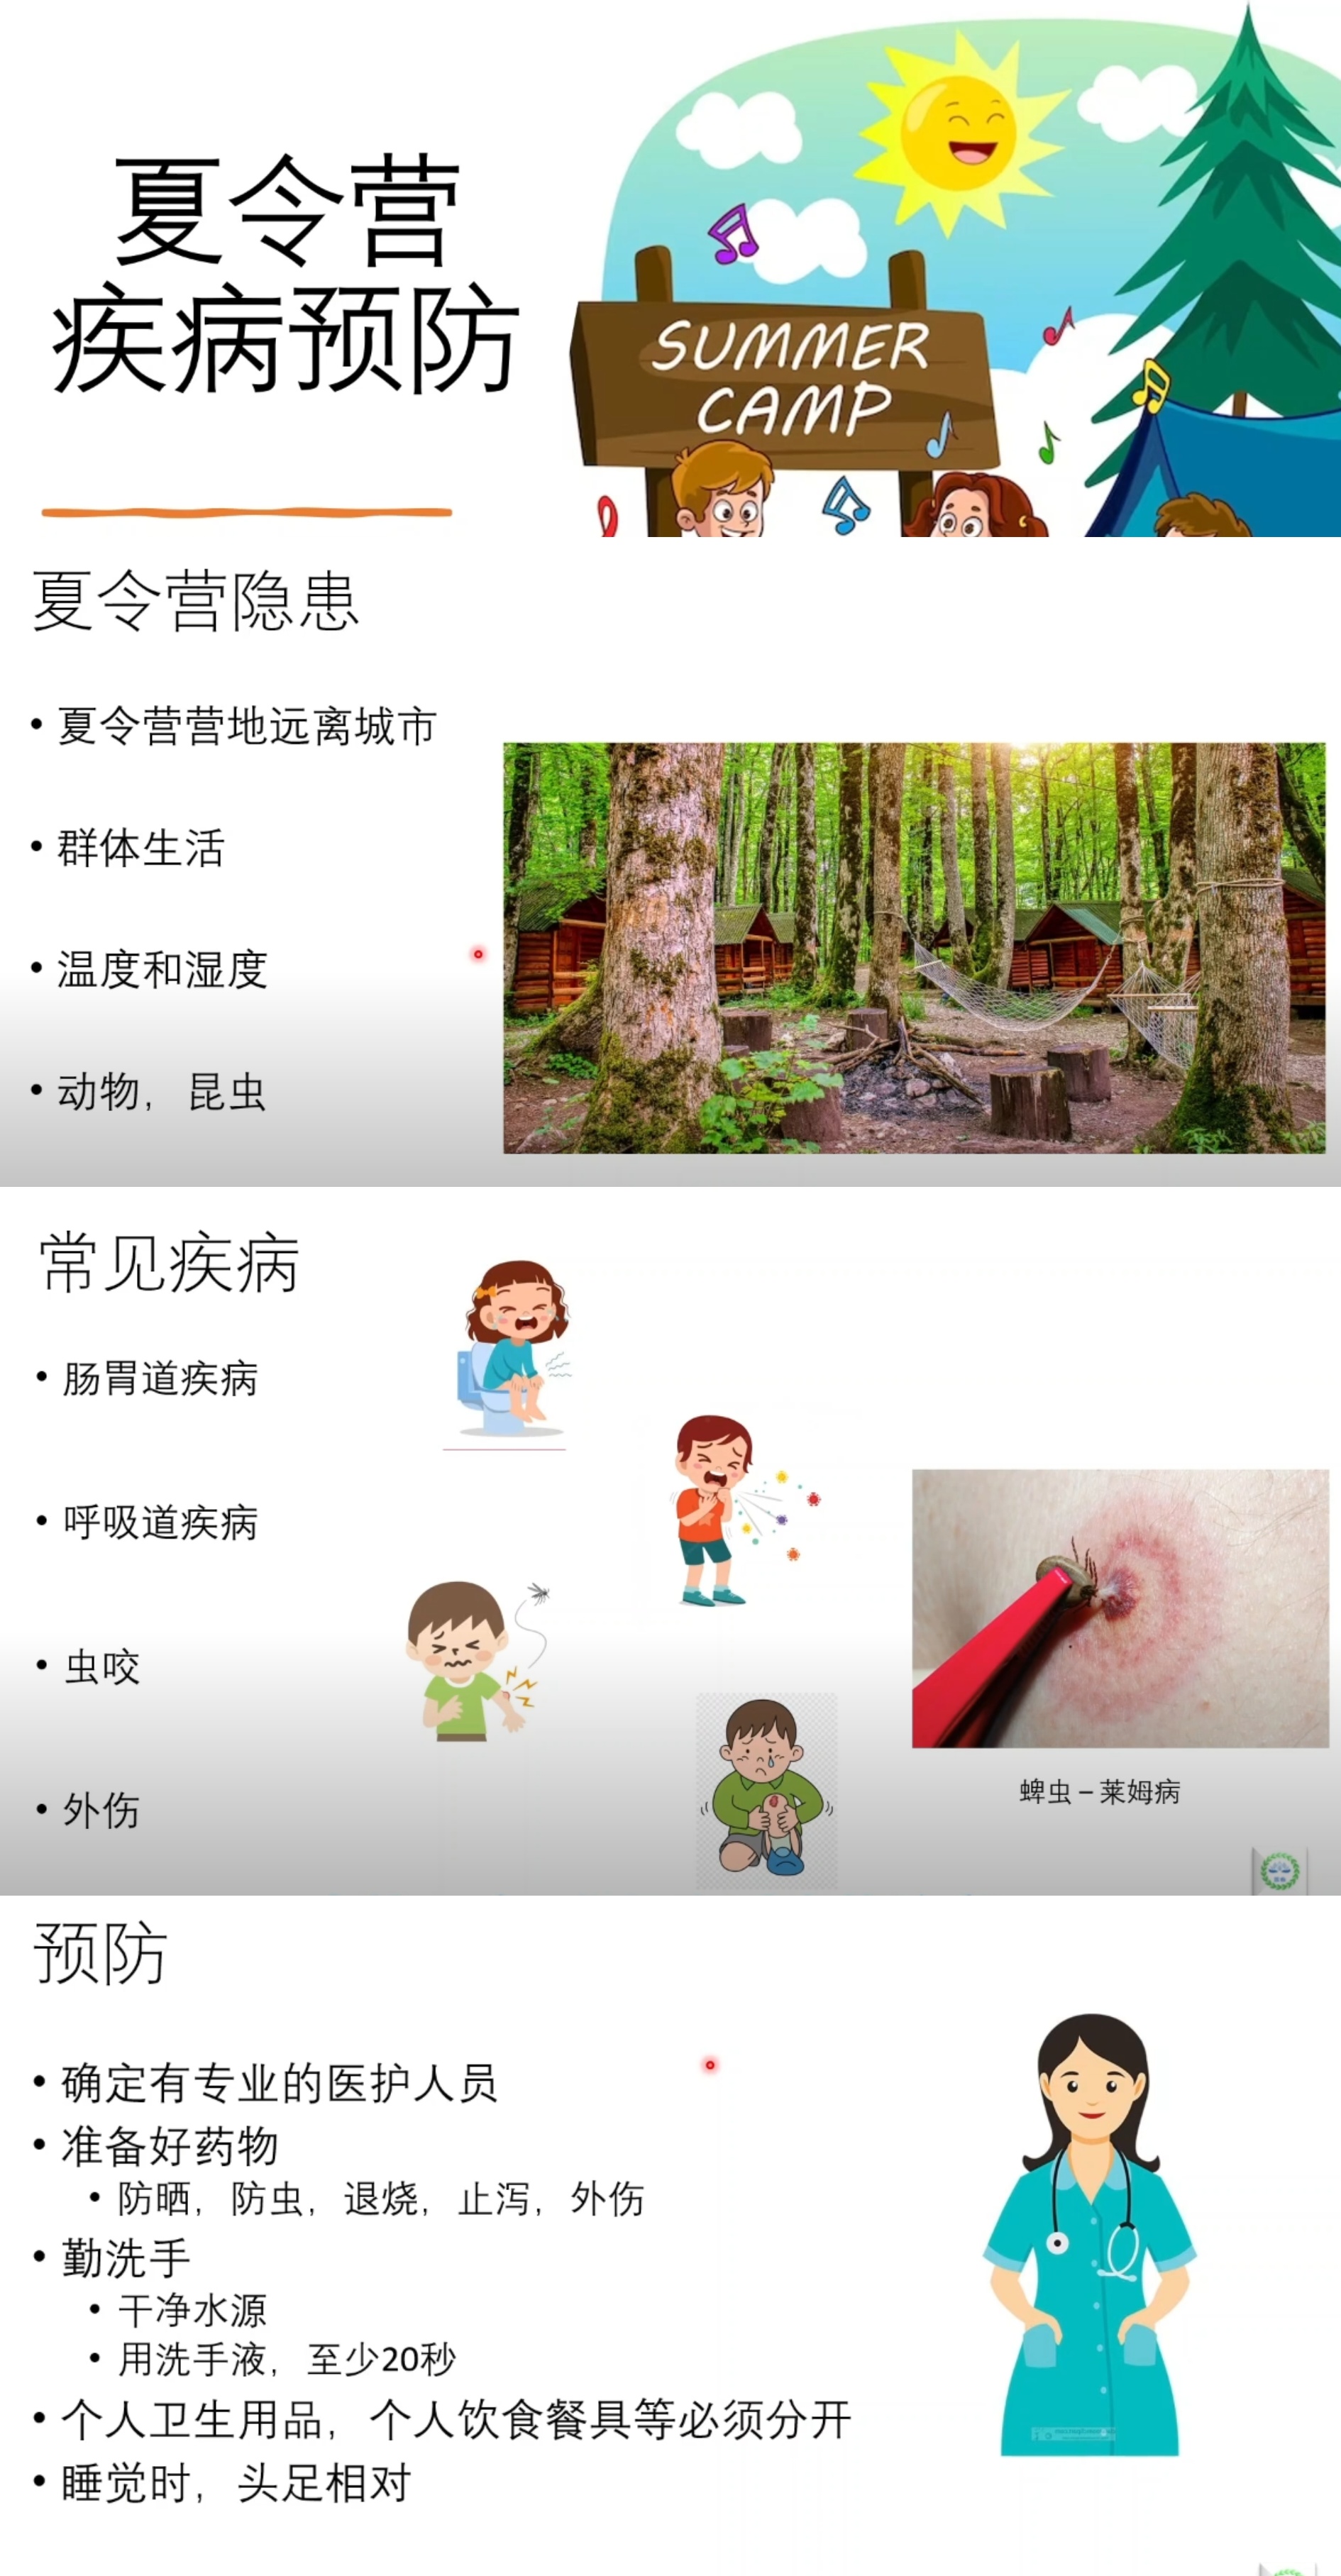 夏令营
疾病预防
SUMMER
CAMP
夏令营隐患
• 夏令营营地远离城市
• 群体生活
• 温度和湿度
• 动物，昆虫
常见疾病
• 肠胃道疾病
• 呼吸道疾病
• 虫咬
• 外伤
蜱虫 – 莱姆病
预防
• 确定有专业的医护人员
• 准备好药物
• 防晒，防虫，退烧，止泻，外伤
• 勤洗手
• 干净水源
• 用洗手液，至少20秒
• 个人卫生用品，个人饮食餐具等必须分开
• 睡觉时，头足相对